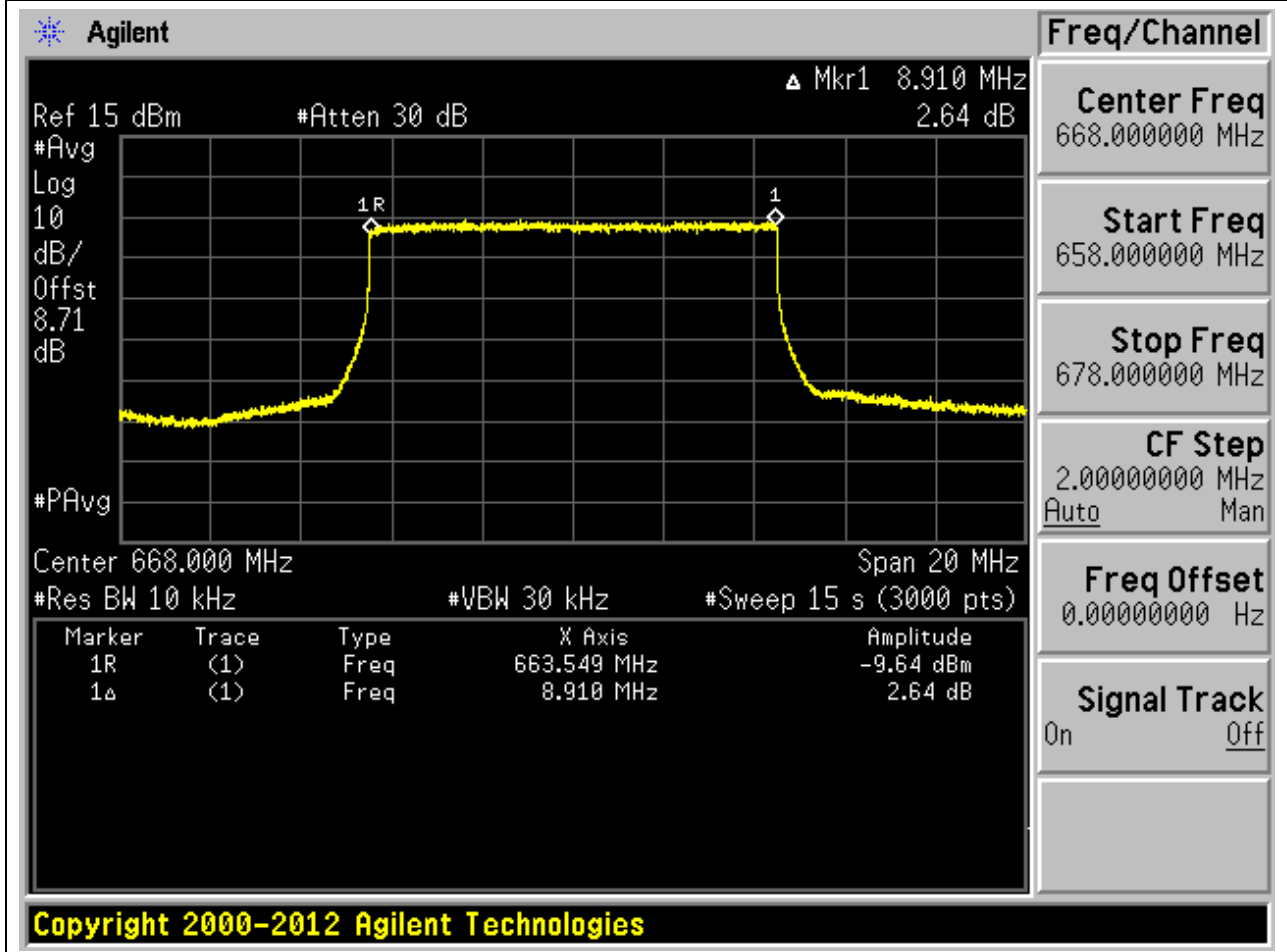 Agilent
Freq/Channel
Δ Mkr1 8.910 MHz
Ref 15 dBm #Atten 30 dB 2.64 dB
#Avg
Log
10
dB/
Offst
8.71
dB
#PAvg
1R
1
Center 668.000 MHz Span 20 MHz
#Res BW 10 kHz #VBW 30 kHz #Sweep 15 s (3000 pts)
Marker Trace Type X Axis Amplitude
1R (1) Freq 663.549 MHz -9.64 dBm
1Δ (1) Freq 8.910 MHz 2.64 dB
Center Freq
668.000000 MHz
Start Freq
658.000000 MHz
Stop Freq
678.000000 MHz
CF Step
2.00000000 MHz
Auto Man
Freq Offset
0.00000000 Hz
Signal Track
On Off
Copyright 2000-2012 Agilent Technologies